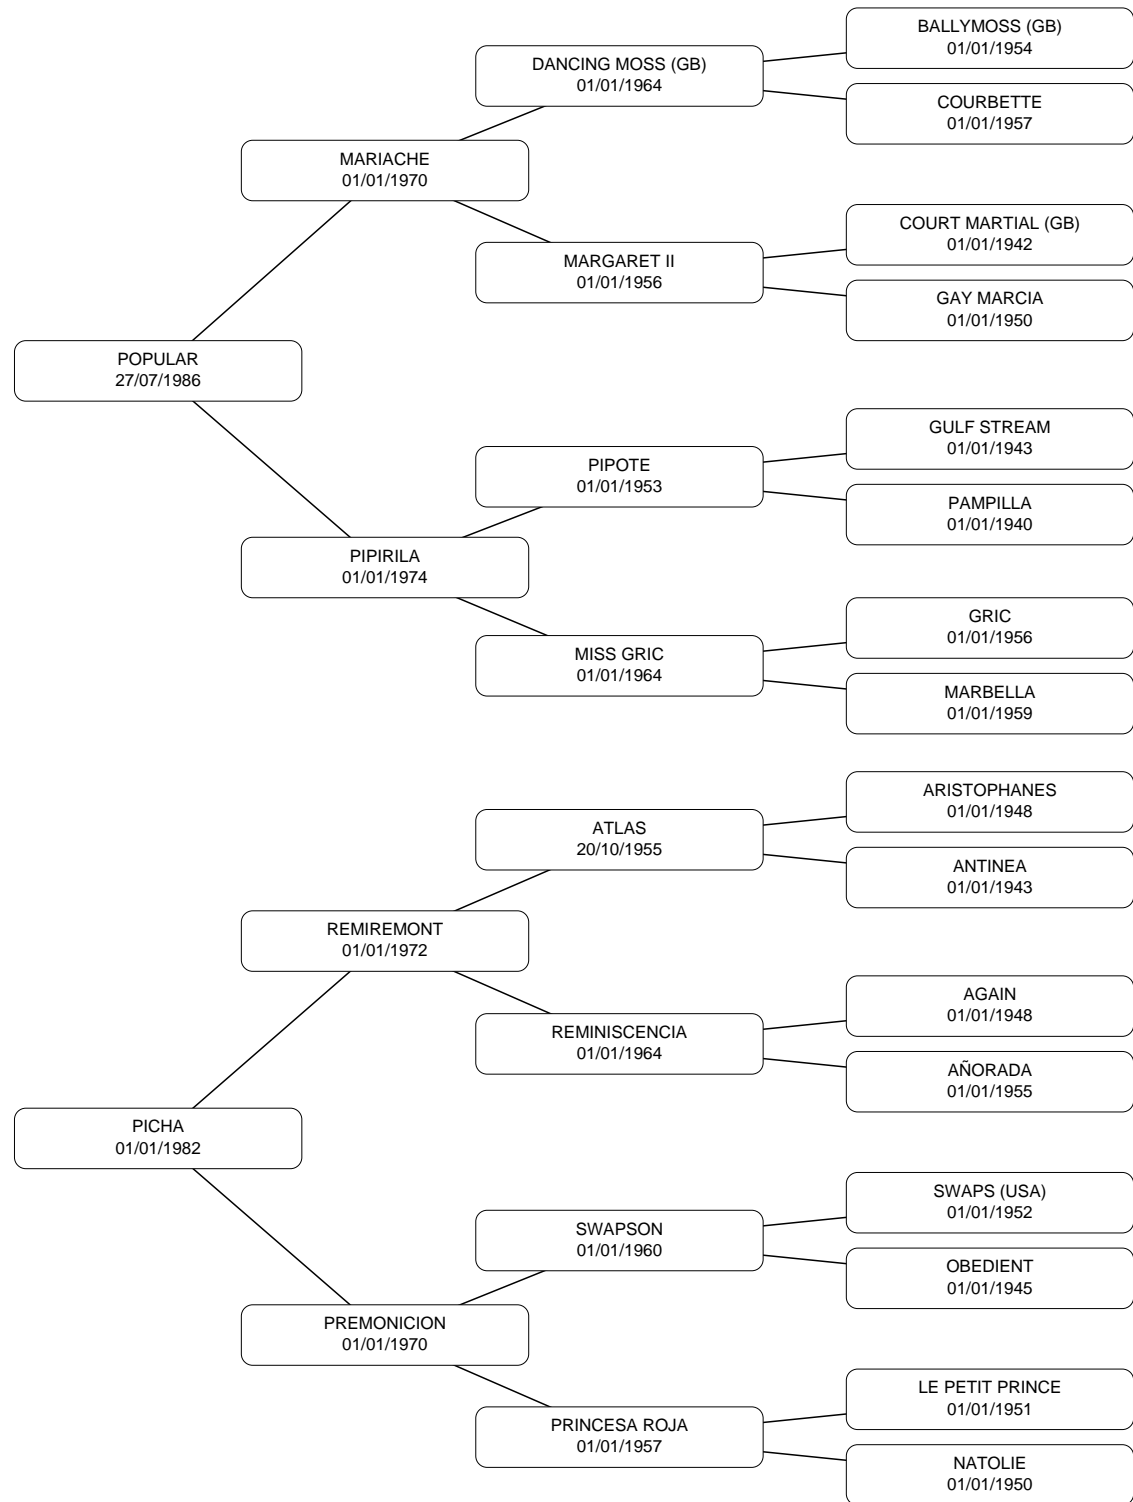 BALLYMOSS (GB)
01/01/1954
DANCING MOSS (GB)
01/01/1964
COURBETTE
01/01/1957
MARIACHE
01/01/1970
COURT MARTIAL (GB)
01/01/1942
MARGARET II
01/01/1956
GAY MARCIA
01/01/1950
POPULAR
27/07/1986
GULF STREAM
01/01/1943
PIPOTE
01/01/1953
PAMPILLA
01/01/1940
PIPIRILA
01/01/1974
GRIC
01/01/1956
MISS GRIC
01/01/1964
MARBELLA
01/01/1959
ARISTOPHANES
01/01/1948
ATLAS
20/10/1955
ANTINEA
01/01/1943
REMIREMONT
01/01/1972
AGAIN
01/01/1948
REMINISCENCIA
01/01/1964
AÑORADA
01/01/1955
PICHA
01/01/1982
SWAPS (USA)
01/01/1952
SWAPSON
01/01/1960
OBEDIENT
01/01/1945
PREMONICION
01/01/1970
LE PETIT PRINCE
01/01/1951
PRINCESA ROJA
01/01/1957
NATOLIE
01/01/1950